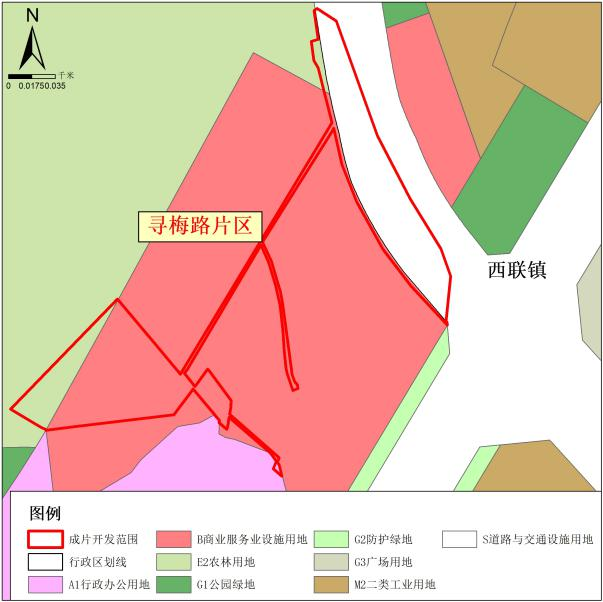 N
千米
0 0.01750.035
寻梅路片区
西联镇
图例
成片开发范围
B商业服务业设施用地
G2防护绿地
S道路与交通设施用地
行政区划线
E2农林用地
G3广场用地
A1行政办公用地
G1公园绿地
M2二类工业用地